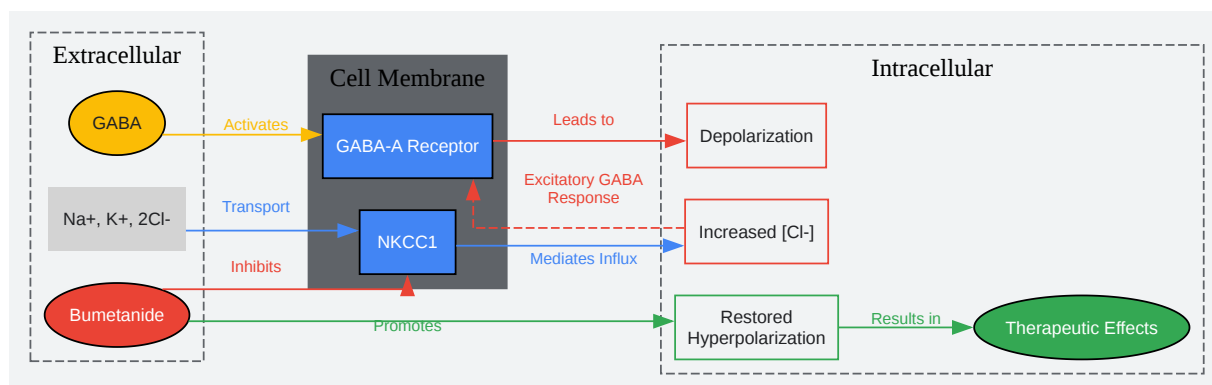 Extracellular
Cell Membrane
Intracellular
GABA
Activates
GABA-A Receptor
Leads to
Depolarization
Excitatory GABA
Response
Na+, K+, 2Cl-
Transport
NKCC1
Mediates Influx
Increased [Cl-]
Inhibits
Bumetanide
Promotes
Restored
Hyperpolarization
Results in
Therapeutic Effects